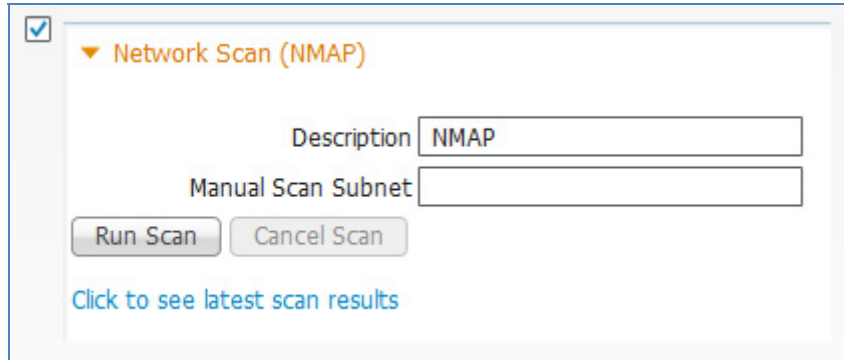 Network Scan (NMAP)
Description NMAP
Manual Scan Subnet
Run Scan Cancel Scan
Click to see latest scan results